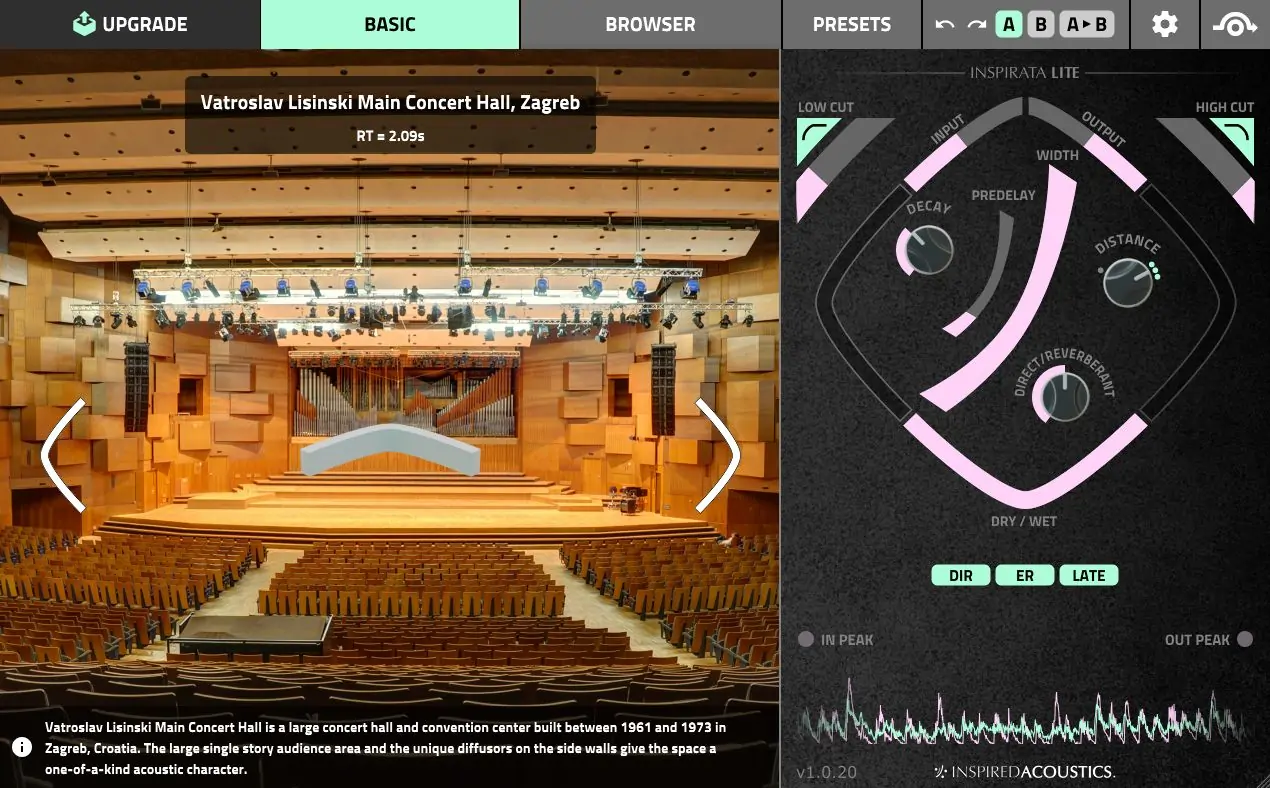 UPGRADE
BASIC
BROWSER
PRESETS
A
B
A▸B
Vatroslav Lisinski Main Concert Hall, Zagreb
RT = 2.09s
INSPIRATA LITE
LOW CUT
HIGH CUT
INPUT
OUTPUT
WIDTH
PREDELAY
DECAY
DISTANCE
DIRECT/REVERBERANT
DRY / WET
DIR
ER
LATE
IN PEAK
OUT PEAK
Vatroslav Lisinski Main Concert Hall is a large concert hall and convention center built between 1961 and 1973 in
Zagreb, Croatia. The large single story audience area and the unique diffusors on the side walls give the space a
one-of-a-kind acoustic character.
v1.0.20
INSPIREDACOUSTICS.